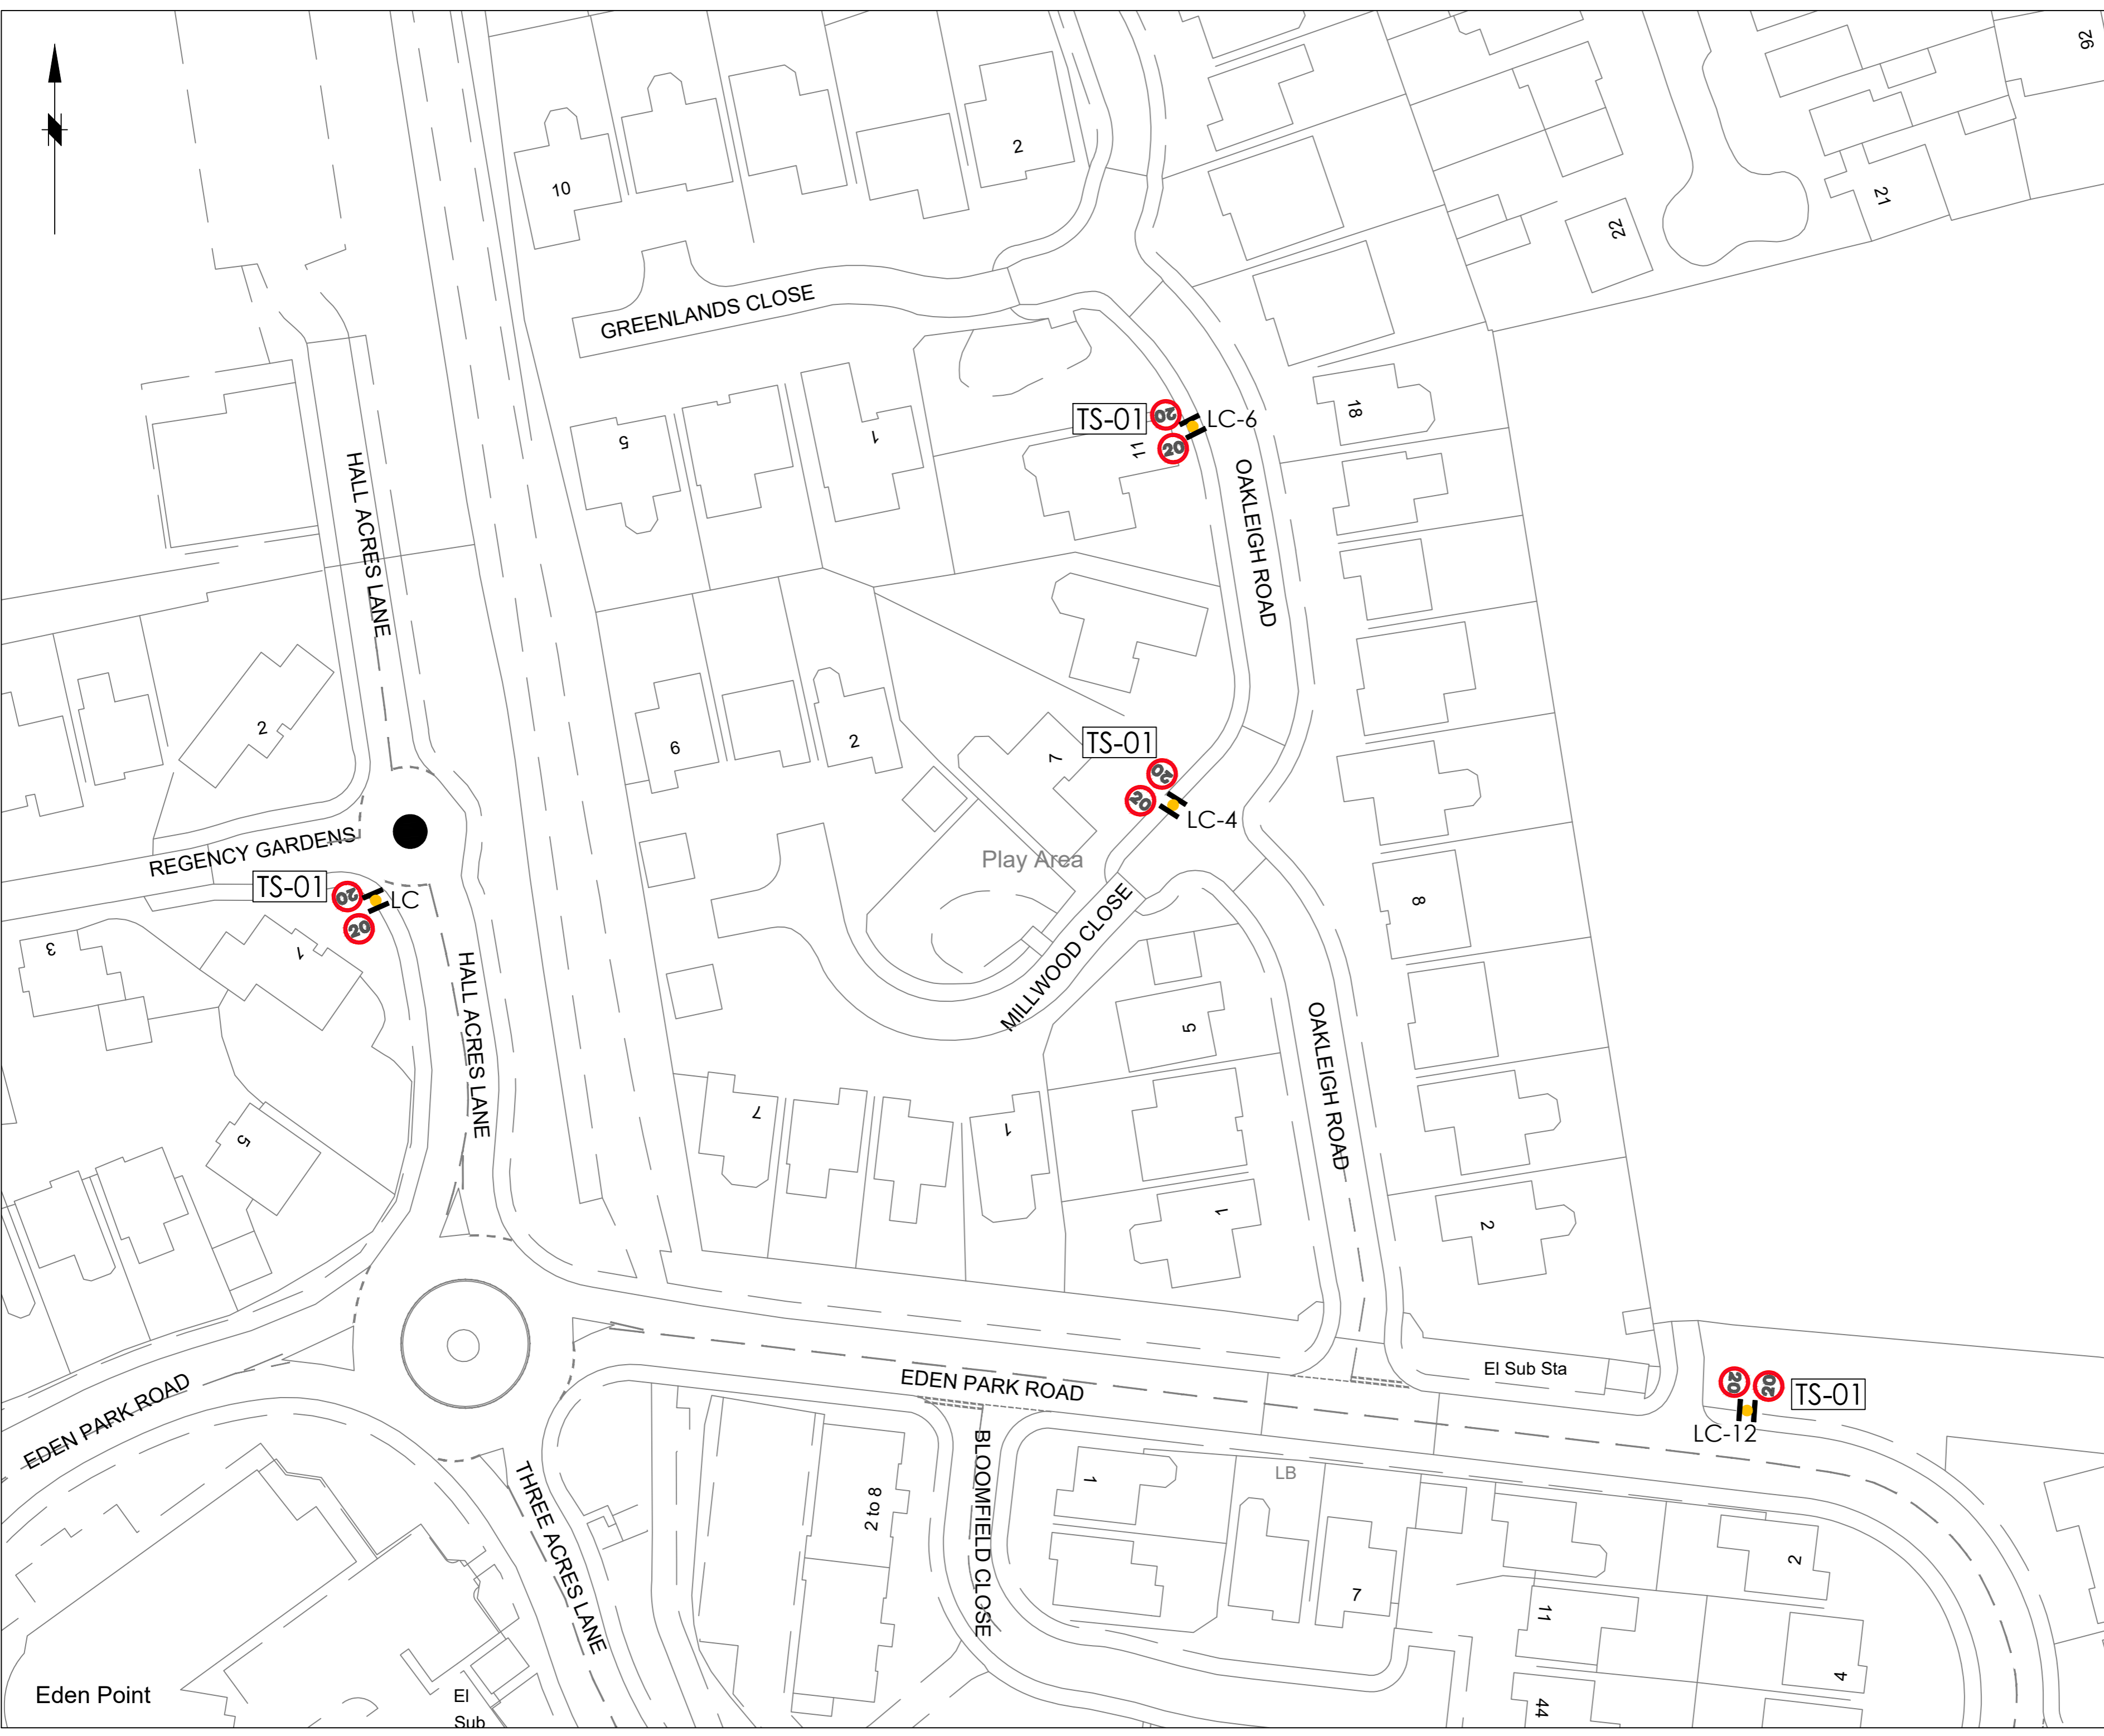 26
2
10
21
22
GREENLANDS CLOSE
18
TS-01
20
LC-6
20
11
5
1
HALL ACRES LANE
OAKLEIGH ROAD
2
6
2
7
TS-01
20
20
LC-4
REGENCY GARDENS
Play Area
TS-01
20
LC
20
MILLWOOD CLOSE
8
3
1
HALL ACRES LANE
5
OAKLEIGH ROAD
5
7
1
1
2
EDEN PARK ROAD
EDEN PARK ROAD
El Sub Sta
20
20
TS-01
LC-12
BLOOMFIELD CLOSE
THREE ACRES LANE
1
LB
2 to 8
7
2
11
4
44
Eden Point
El
Sub